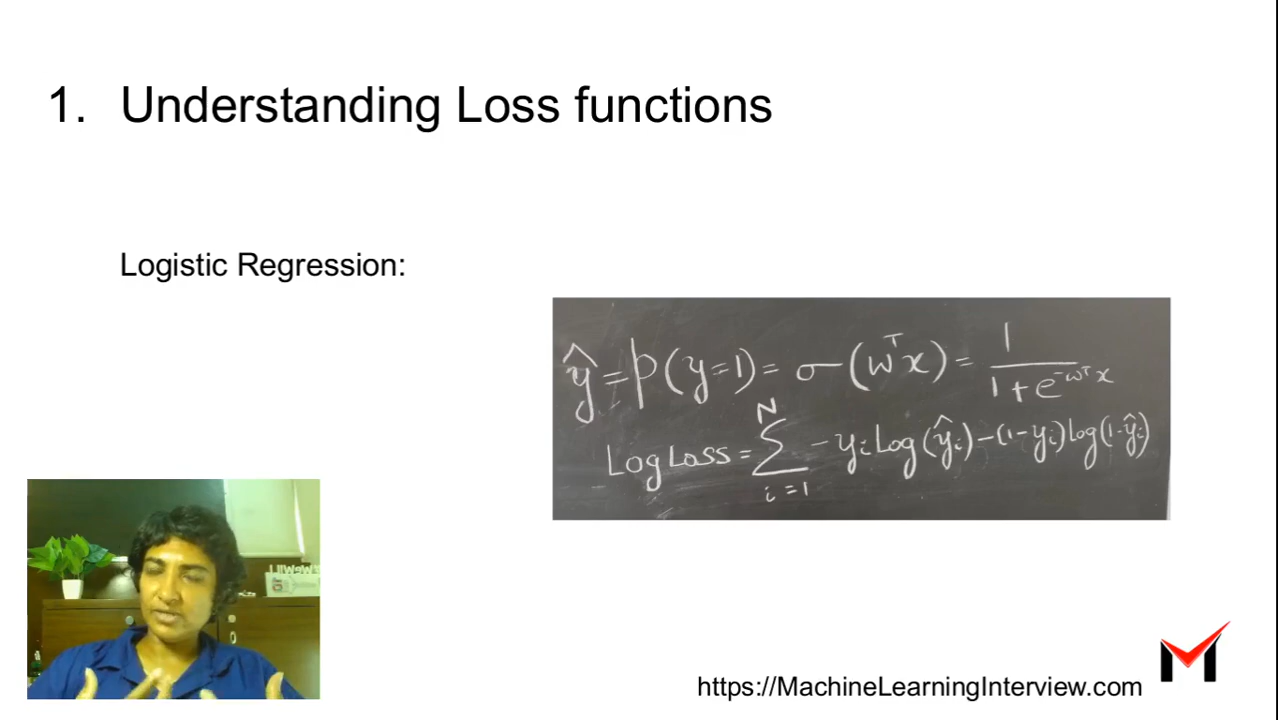 1. Understanding Loss functions
Logistic Regression:
ŷ = p(y=1) = σ(wᵀx) = 1 / (1 + e^(-wᵀx))
Log Loss = Σ_{i=1}^{N} -yᵢ log(ŷᵢ) - (1-yᵢ) log(1-ŷᵢ)
https://MachineLearningInterview.com